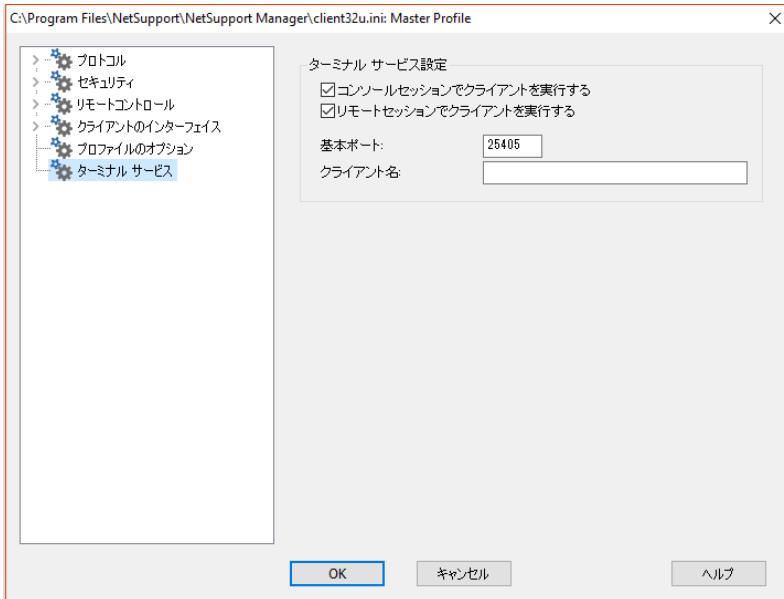 C:\Program Files\NetSupport\NetSupport Manager\client32u.ini: Master Profile
プロトコル
セキュリティ
リモートコントロール
クライアントのインターフェイス
プロファイルのオプション
ターミナル サービス
ターミナル サービス設定
コンソールセッションでクライアントを実行する
リモートセッションでクライアントを実行する
基本ポート: 25405
クライアント名:
OK キャンセル ヘルプ